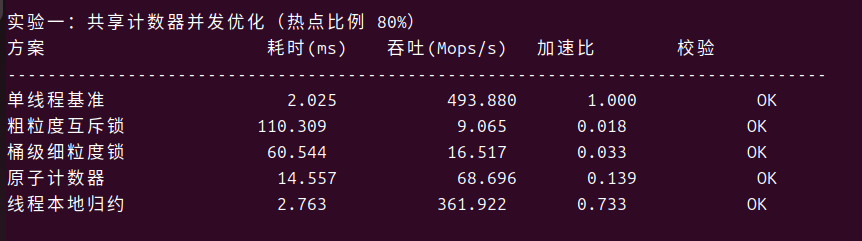 实验一：共享计数器并发优化（热点比例 80%）
方案 耗时(ms) 吞吐(Mops/s) 加速比 校验
--------------------------------------------------------------------------------
单线程基准 2.025 493.880 1.000 OK
粗粒度互斥锁 110.309 9.065 0.018 OK
桶级细粒度锁 60.544 16.517 0.033 OK
原子计数器 14.557 68.696 0.139 OK
线程本地归约 2.763 361.922 0.733 OK